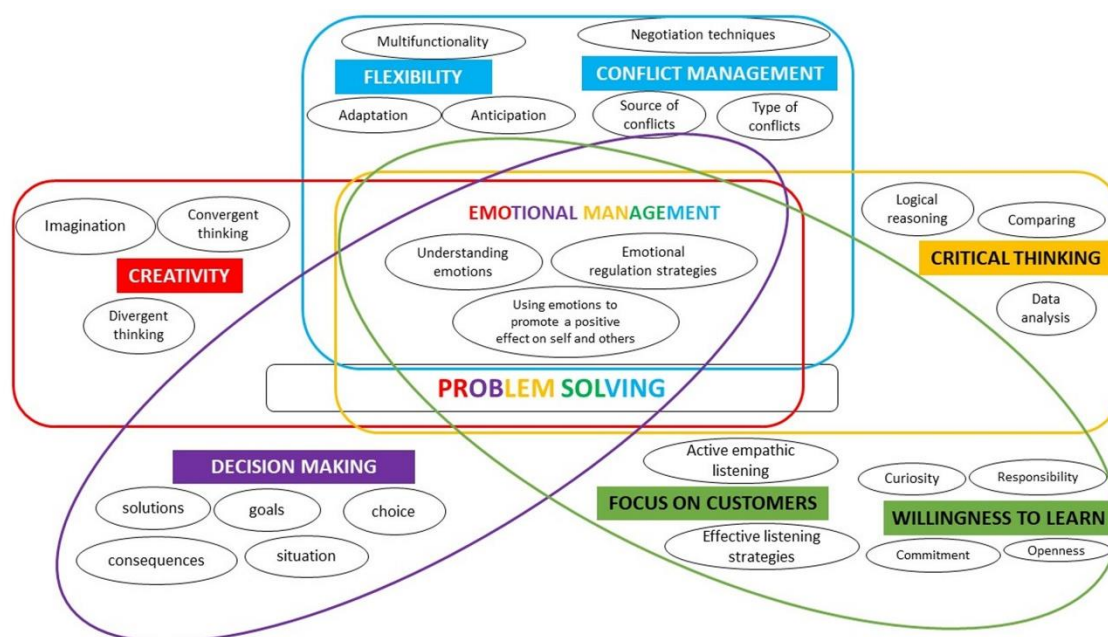 Multifunctionality
FLEXIBILITY
Adaptation
Anticipation
Negotiation techniques
CONFLICT MANAGEMENT
Source of
conflicts
Type of
conflicts
Imagination
Convergent
thinking
CREATIVITY
Divergent
thinking
EMOTIONAL MANAGEMENT
Understanding
emotions
Emotional
regulation strategies
Using emotions to
promote a positive
effect on self and others
PROBLEM SOLVING
Logical
reasoning
Comparing
CRITICAL THINKING
Data
analysis
DECISION MAKING
solutions
goals
choice
consequences
situation
Active empathic
listening
FOCUS ON CUSTOMERS
Effective listening
strategies
Curiosity
Responsibility
WILLINGNESS TO LEARN
Commitment
Openness